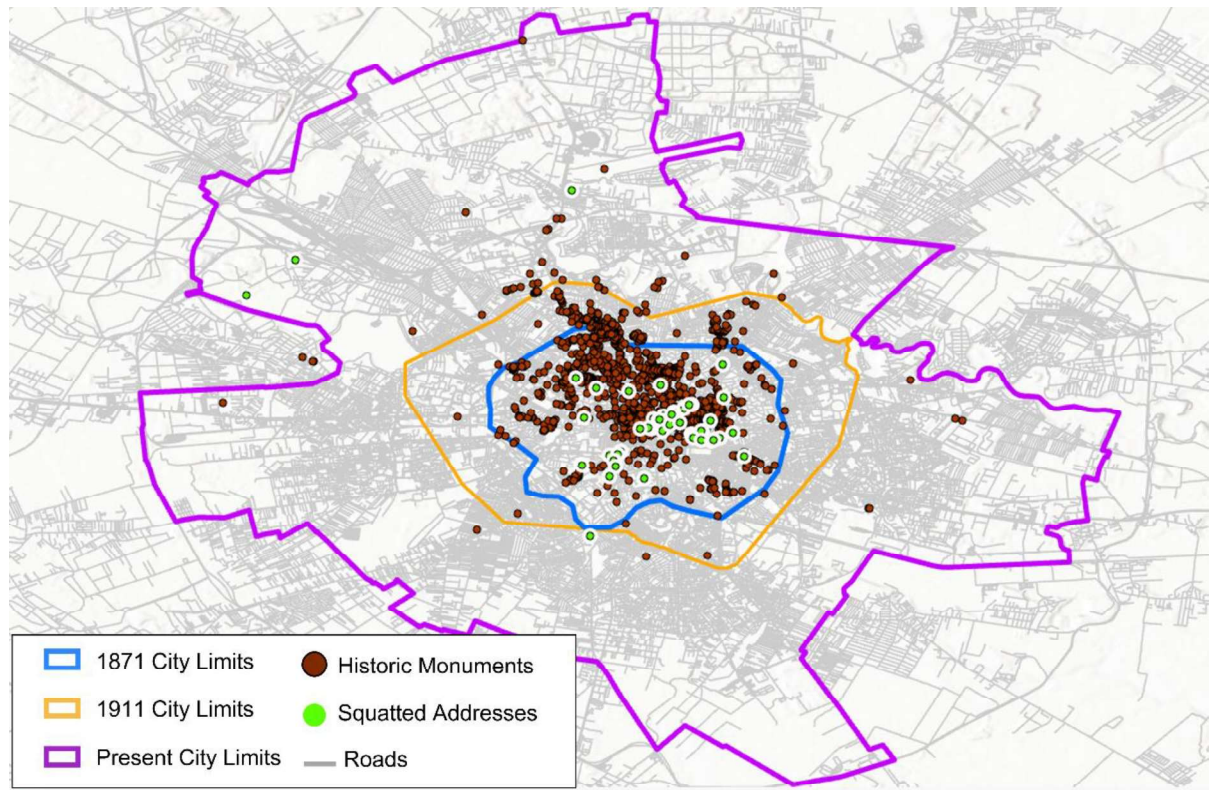 1871 City Limits
1911 City Limits
Present City Limits
Historic Monuments
Squatted Addresses
Roads